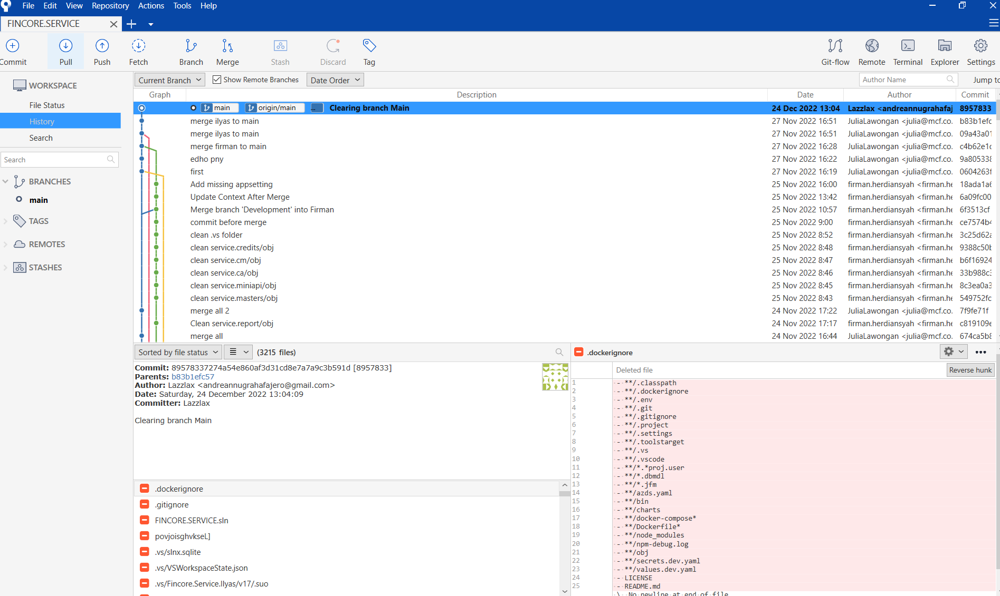 File Edit View Repository Actions Tools Help
FINCORE.SERVICE
Commit Pull Push Fetch Branch Merge Stash Discard Tag Git-flow Remote Terminal Explorer Settings
WORKSPACE
File Status
History
Search
Search
BRANCHES
main
TAGS
REMOTES
STASHES
Current Branch Show Remote Branches Date Order Author Name Jump to
Graph Description Date Author Commit
main origin/main ... Clearing branch Main 24 Dec 2022 13:04 Lazzlax <andreannugrahafaj 8957833
merge ilyas to main 27 Nov 2022 16:51 JuliaLawongan <julia@mcf.co. b83b1efc
merge ilyas to main 27 Nov 2022 16:51 JuliaLawongan <julia@mcf.co. 09a43a01
merge firman to main 27 Nov 2022 16:28 JuliaLawongan <julia@mcf.co. c4b62e1c
edho pny 27 Nov 2022 16:22 JuliaLawongan <julia@mcf.co. 9a805338
first 27 Nov 2022 16:19 JuliaLawongan <julia@mcf.co. 0604263f
Add missing appsetting 25 Nov 2022 16:00 firman.herdiansyah <firman.he 18ada1a6
Update Context After Merge 25 Nov 2022 13:42 firman.herdiansyah <firman.he 6a09fc00
Merge branch 'Development' into Firman 25 Nov 2022 10:57 firman.herdiansyah <firman.he 6f3513cf
commit before merge 25 Nov 2022 9:00 firman.herdiansyah <firman.he ce7574b4
clean .vs folder 25 Nov 2022 8:52 firman.herdiansyah <firman.he 3c25d62a
clean service.credits/obj 25 Nov 2022 8:48 firman.herdiansyah <firman.he 9388c50b
clean service.cm/obj 25 Nov 2022 8:47 firman.herdiansyah <firman.he b6f16924
clean service.ca/obj 25 Nov 2022 8:46 firman.herdiansyah <firman.he 33b988c3
clean service.miniapi/obj 25 Nov 2022 8:45 firman.herdiansyah <firman.he 8c3ea0a3
clean service.masters/obj 25 Nov 2022 8:43 firman.herdiansyah <firman.he 549752fc
merge all 2 24 Nov 2022 17:22 JuliaLawongan <julia@mcf.co. 7f9fe71f
Clean service.report/obj 24 Nov 2022 17:17 firman.herdiansyah <firman.he c819109e
merge all 24 Nov 2022 16:44 JuliaLawongan <julia@mcf.co. 674ca5b8
Sorted by file status (3215 files)
Commit: 89578337274a54e860af3d31cd8e7a7a9c3b591d [8957833]
Parents: b83b1efc57
Author: Lazzlax <andreannugrahafajero@gmail.com>
Date: Saturday, 24 December 2022 13:04:09
Committer: Lazzlax
Clearing branch Main
.dockerignore
.gitignore
FINCORE.SERVICE.sln
povjoisghvkseL]
.vs/slnx.sqlite
.vs/VSWorkspaceState.json
.vs/Fincore.Service.Ilyas/v17/.suo
.dockerignore
Deleted file Reverse hunk
1 - **/.classpath
2 - **/.dockerignore
3 - **/.env
4 - **/.git
5 - **/.gitignore
6 - **/.project
7 - **/.settings
8 - **/.toolstarget
9 - **/.vs
10 - **/.vscode
11 - **/*.*proj.user
12 - **/*.dbmdl
13 - **/*.jfm
14 - **/azds.yaml
15 - **/bin
16 - **/charts
17 - **/docker-compose*
18 - **/Dockerfile*
19 - **/node_modules
20 - **/npm-debug.log
21 - **/obj
22 - **/secrets.dev.yaml
23 - **/values.dev.yaml
24 - LICENSE
25 - README.md
\ No newline at end of file